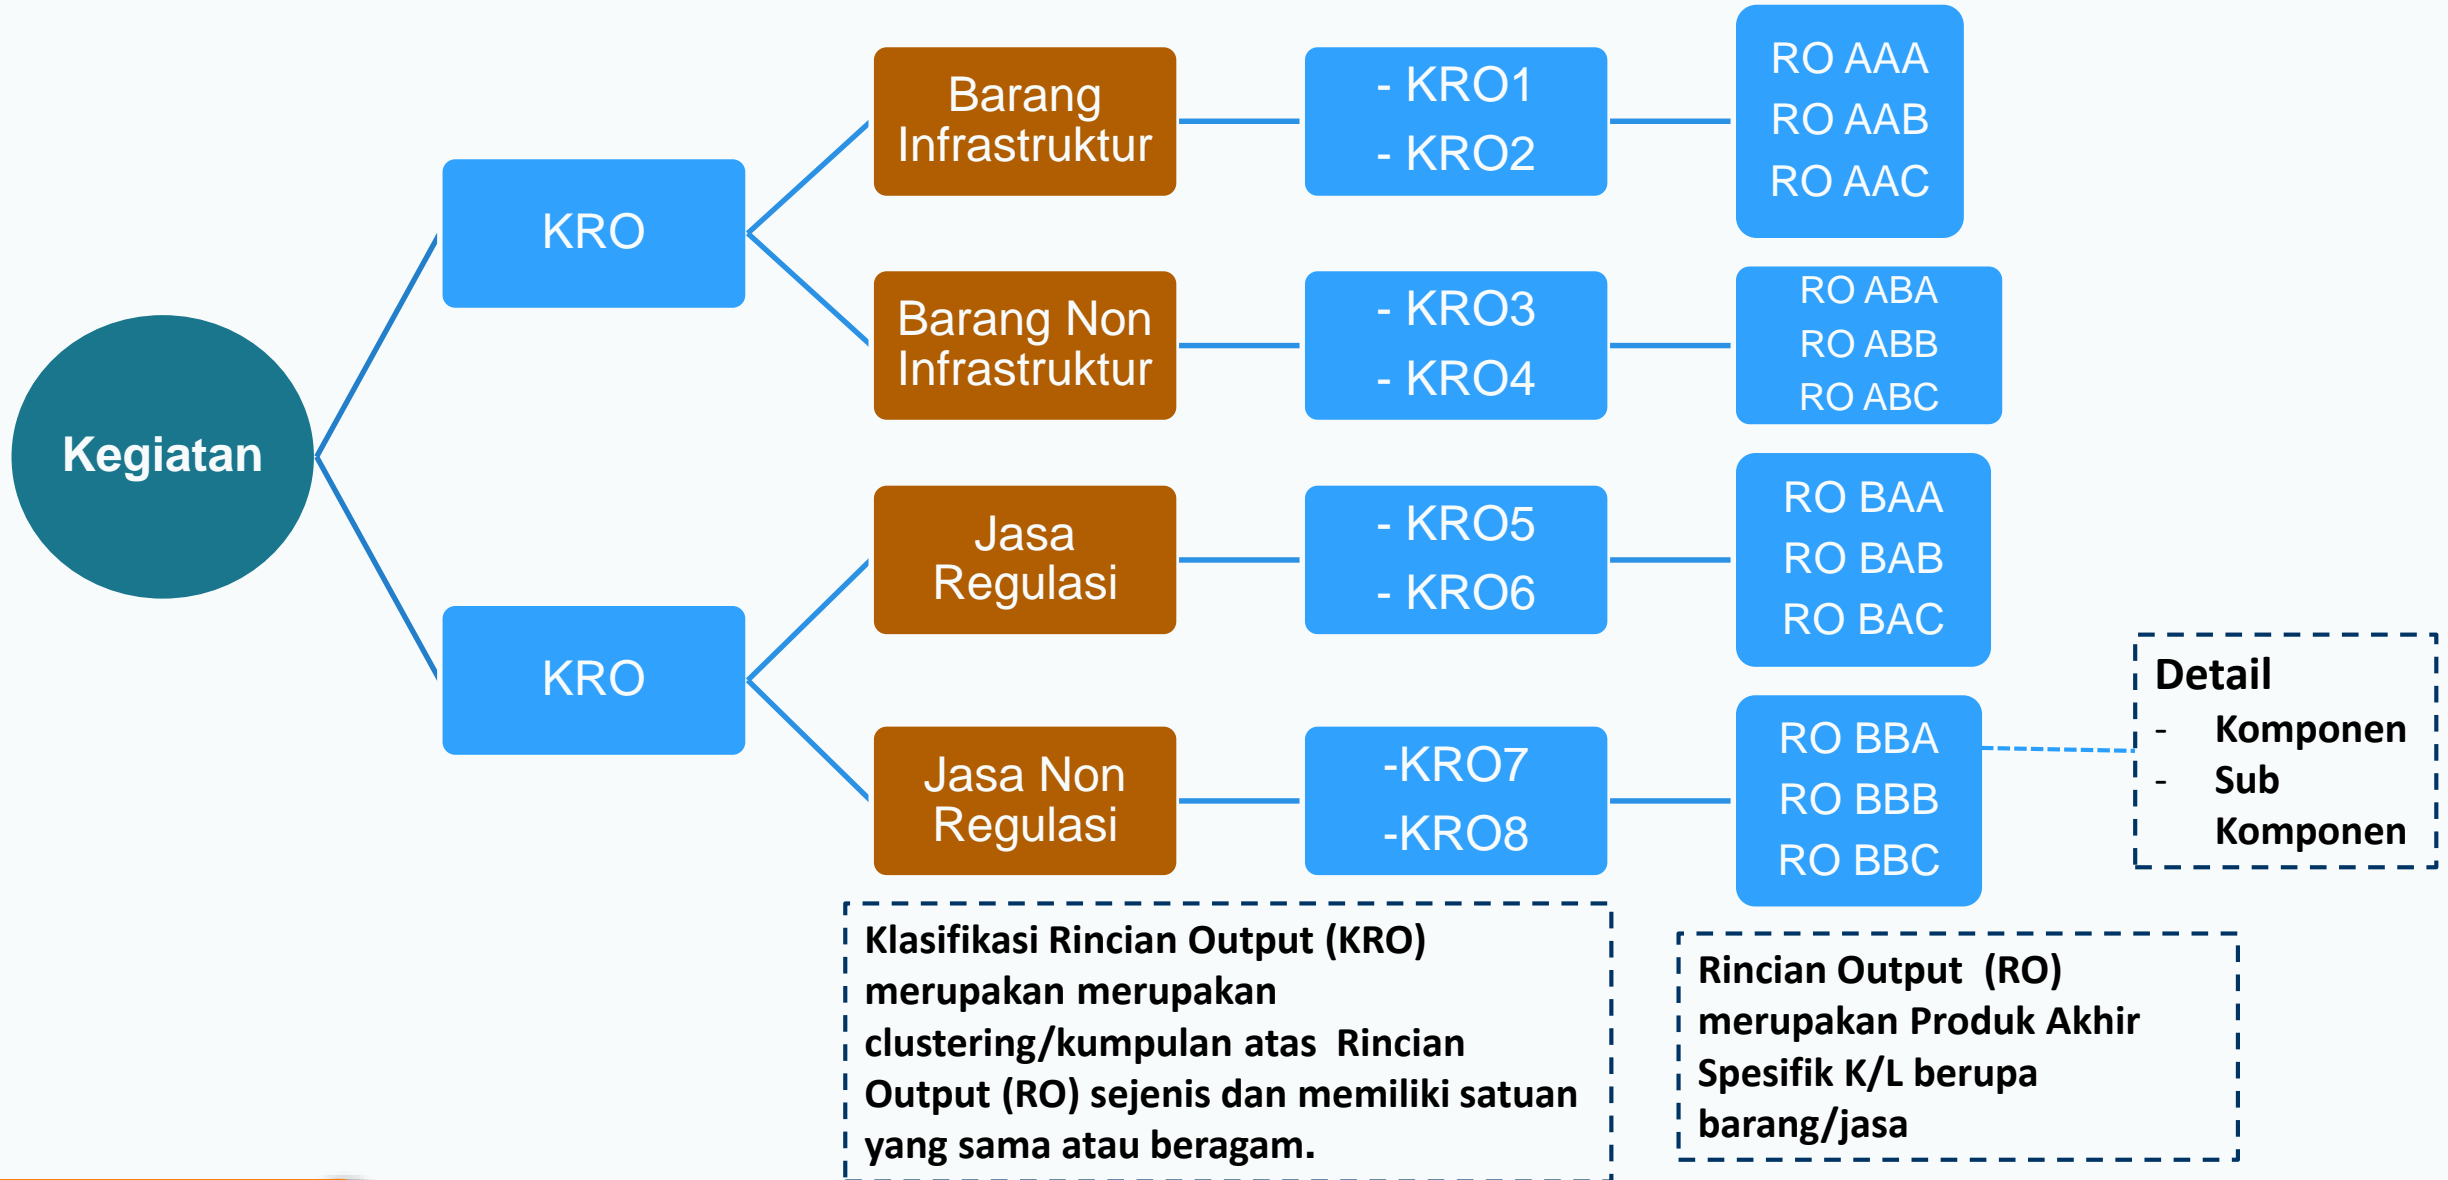 Kegiatan
KRO
KRO
Barang
Infrastruktur
Barang Non
Infrastruktur
Jasa
Regulasi
Jasa Non
Regulasi
- KRO1
- KRO2
- KRO3
- KRO4
- KRO5
- KRO6
-KRO7
-KRO8
RO AAA
RO AAB
RO AAC
RO ABA
RO ABB
RO ABC
RO BAA
RO BAB
RO BAC
RO BBA
RO BBB
RO BBC
Detail
- Komponen
- Sub
Komponen
Klasifikasi Rincian Output (KRO)
merupakan merupakan
clustering/kumpulan atas Rincian
Output (RO) sejenis dan memiliki satuan
yang sama atau beragam.
Rincian Output (RO)
merupakan Produk Akhir
Spesifik K/L berupa
barang/jasa